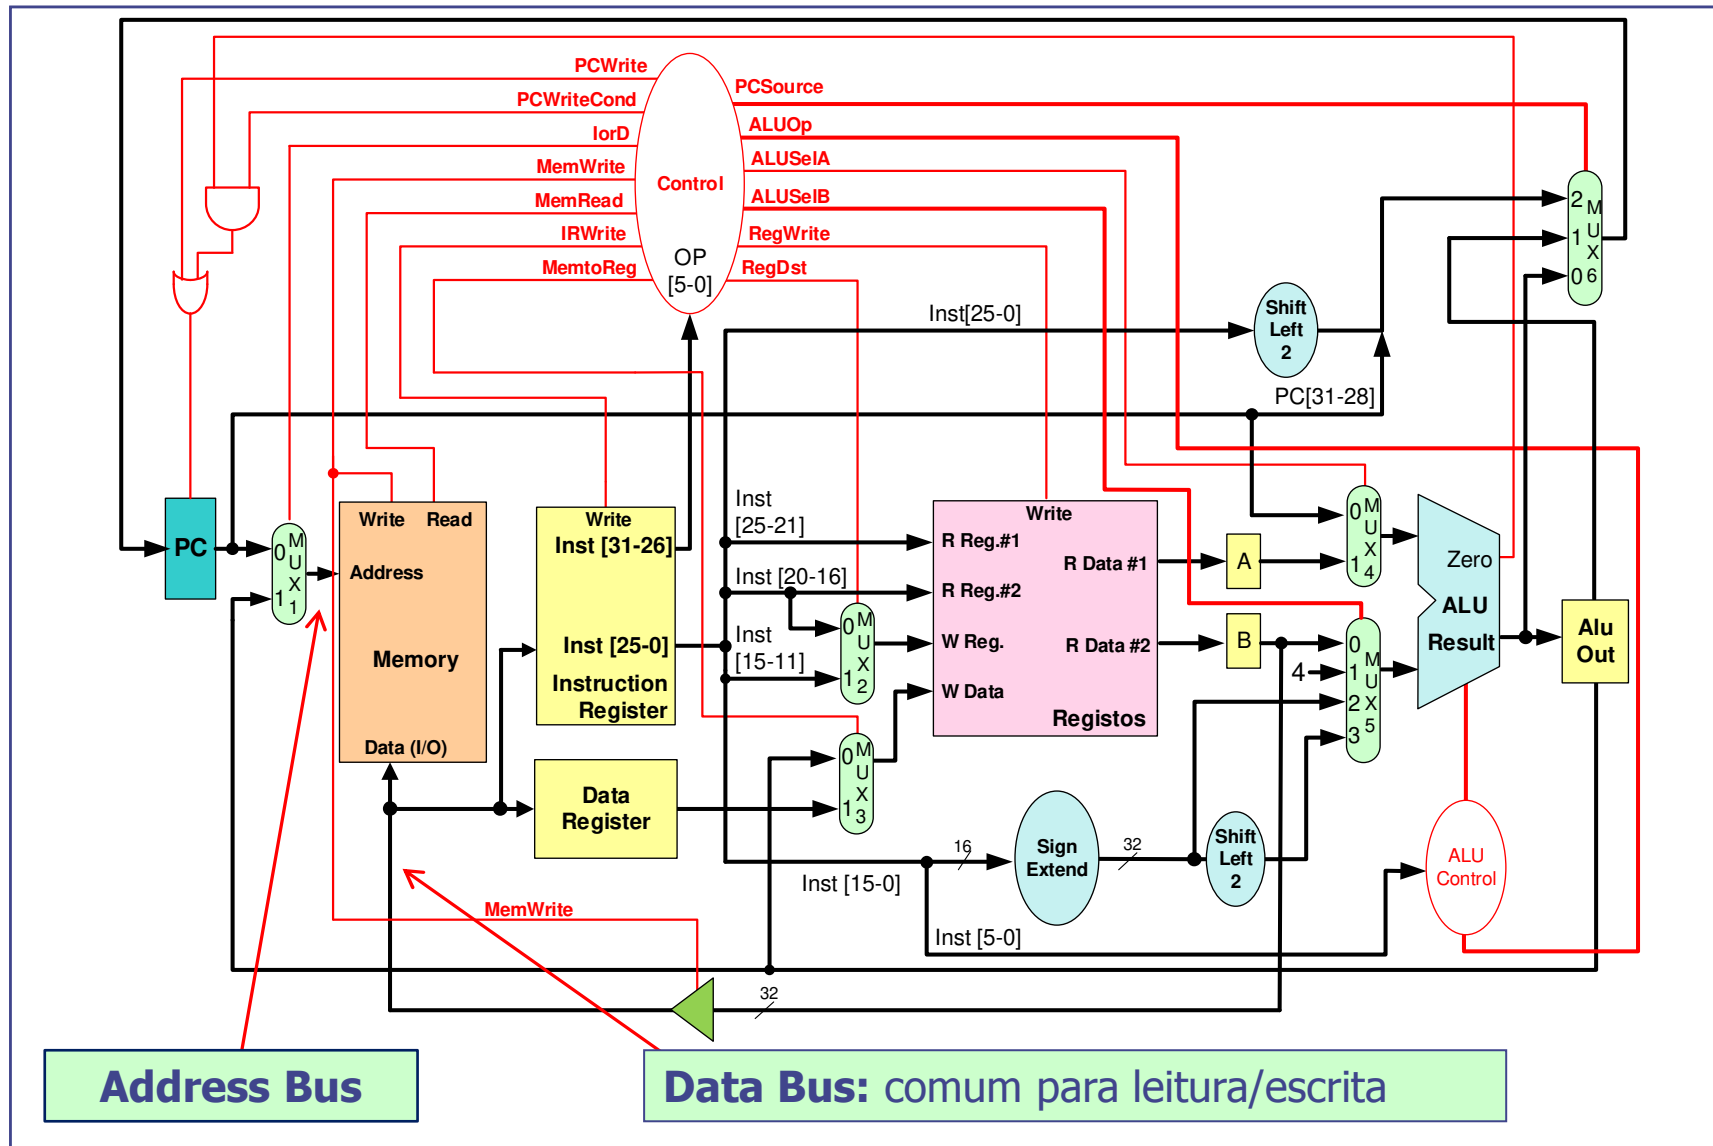 PCWrite
PCWriteCond
IorD
MemWrite
MemRead
IRWrite
MemtoReg
Control
OP
[5-0]
PCSource
ALUOp
ALUSelA
ALUSelB
RegWrite
RegDst
2
1
0
M
U
X
6
Inst[25-0]
Shift
Left
2
PC[31-28]
PC
0
1
M
U
X
1
Write
Read
Address
Memory
Data (I/O)
Write
Inst [31-26]
Inst [25-0]
Instruction
Register
Data
Register
Inst
[25-21]
Inst [20-16]
Inst
[15-11]
0
1
M
U
X
2
0
1
M
U
X
3
Write
R Reg.#1
R Reg.#2
W Reg.
W Data
R Data #1
R Data #2
Registos
A
B
4
0
1
M
U
X
4
0
1
2
3
M
U
X
5
Zero
ALU
Result
Alu
Out
Inst [15-0]
16
Sign
Extend
32
Shift
Left
2
ALU
Control
Inst [5-0]
MemWrite
32
Address Bus
Data Bus: comum para leitura/escrita